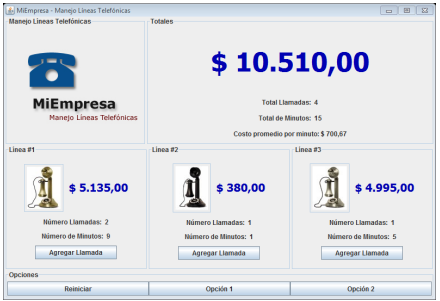 MiEmpresa - Manejo Líneas Telefónicas
Manejo Líneas Telefónicas
MiEmpresa
Manejo Líneas Telefónicas
Totales
$ 10.510,00
Total Llamadas: 4
Total de Minutos: 15
Costo promedio por minuto: $ 700,67
Línea #1
$ 5.135,00
Número Llamadas: 2
Número de Minutos: 9
Agregar Llamada
Línea #2
$ 380,00
Número Llamadas: 1
Número de Minutos: 1
Agregar Llamada
Línea #3
$ 4.995,00
Número Llamadas: 1
Número de Minutos: 5
Agregar Llamada
Opciones
Reiniciar
Opción 1
Opción 2